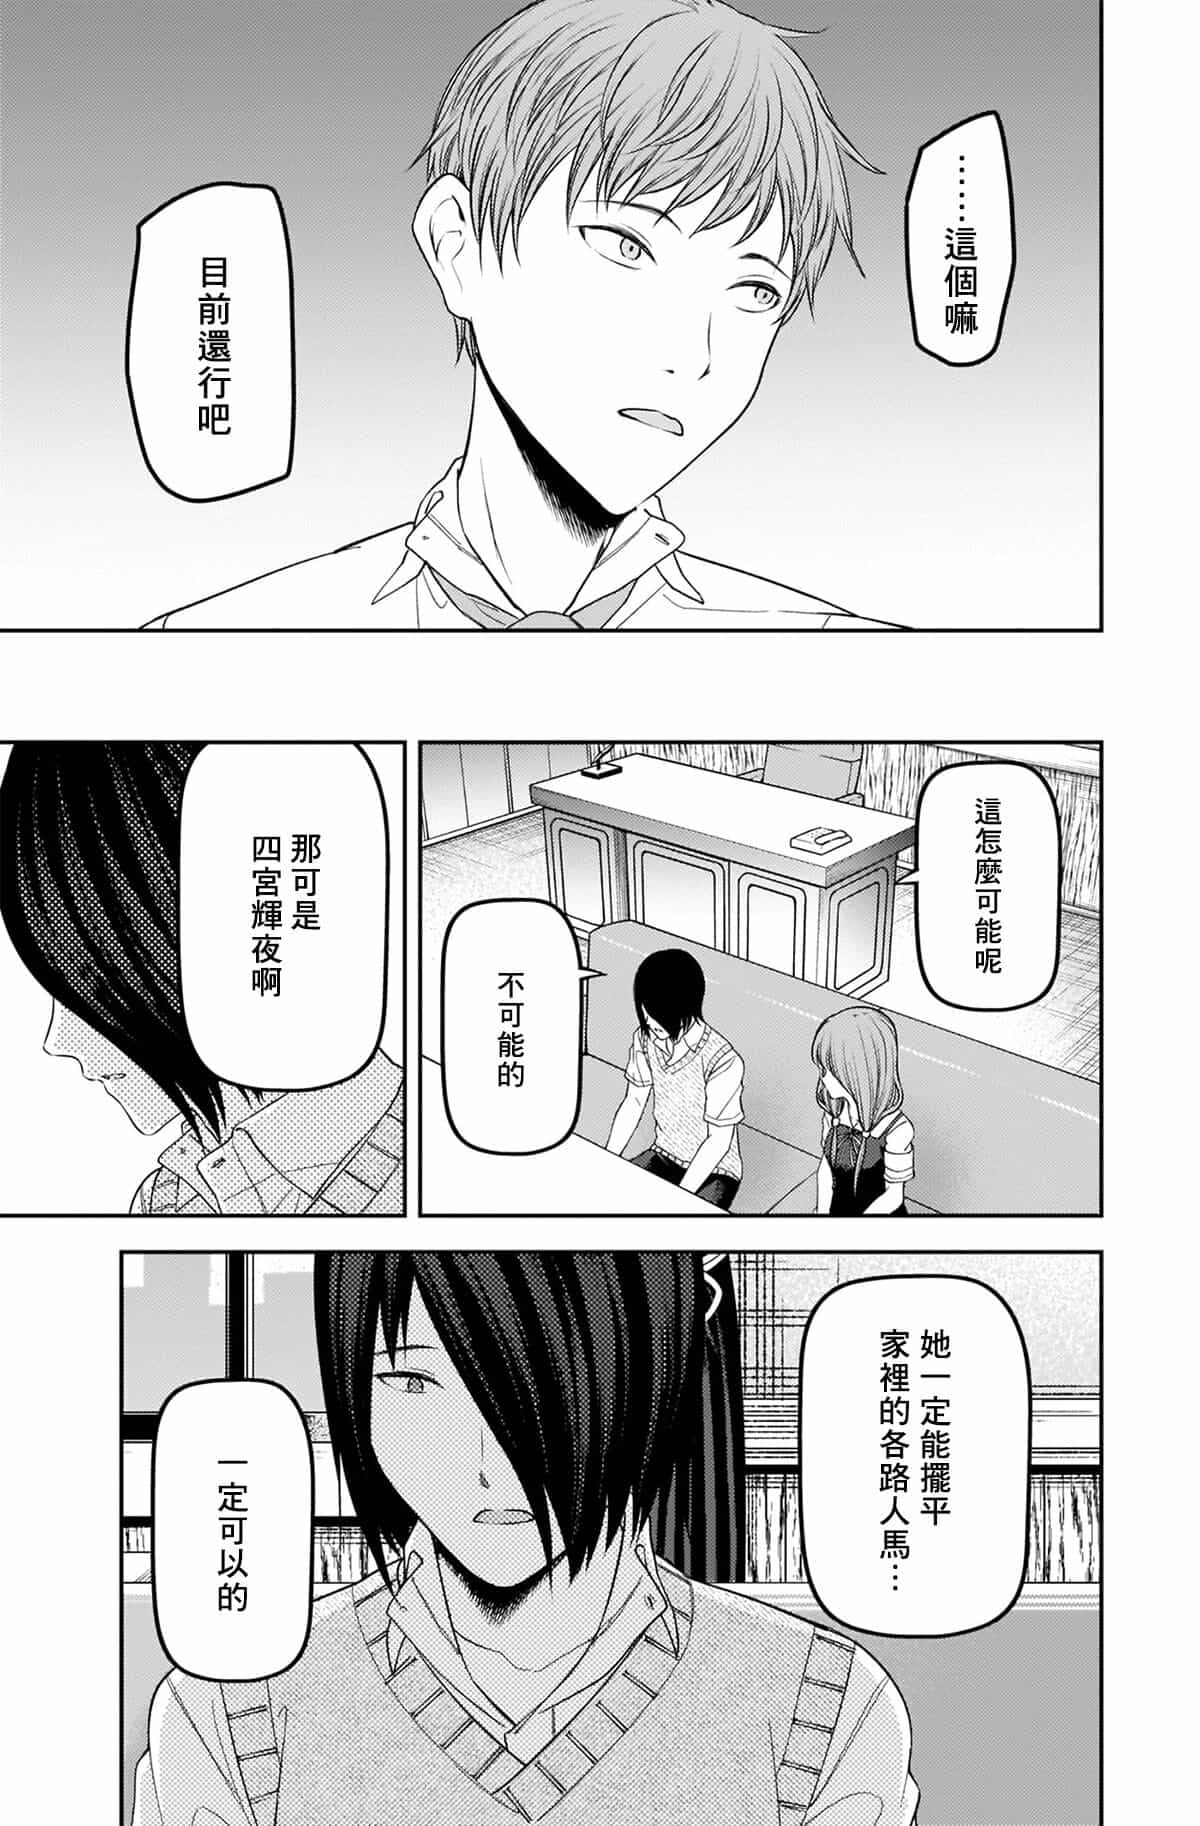 ……這個嘛
目前還行吧
這怎麼可能呢
不可能的
那可是
四宮輝夜啊
她一定能擺平
家裡的各路人馬…
一定可以的